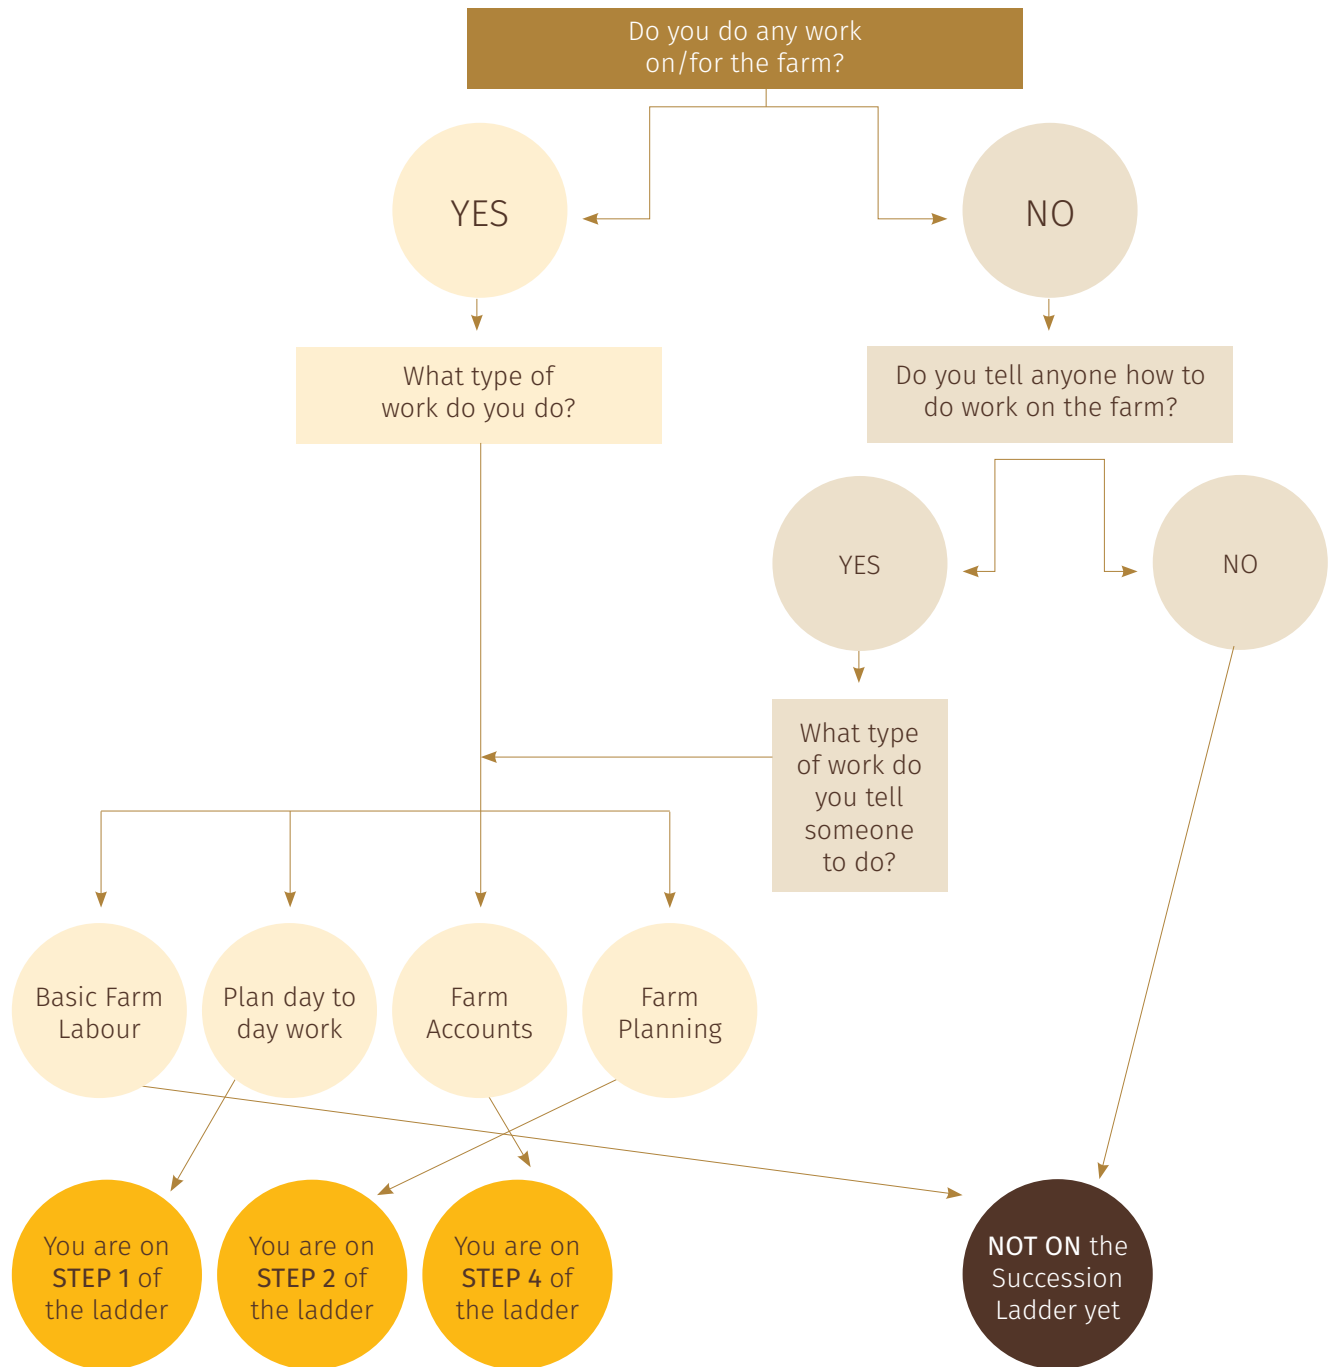 Do you do any work
on/for the farm?
YES
NO
What type of
work do you do?
Do you tell anyone how to
do work on the farm?
YES
NO
What type
of work do
you tell
someone
to do?
Basic Farm
Labour
Plan day to
day work
Farm
Accounts
Farm
Planning
You are on
STEP 1 of
the ladder
You are on
STEP 2 of
the ladder
You are on
STEP 4 of
the ladder
NOT ON the
Succession
Ladder yet